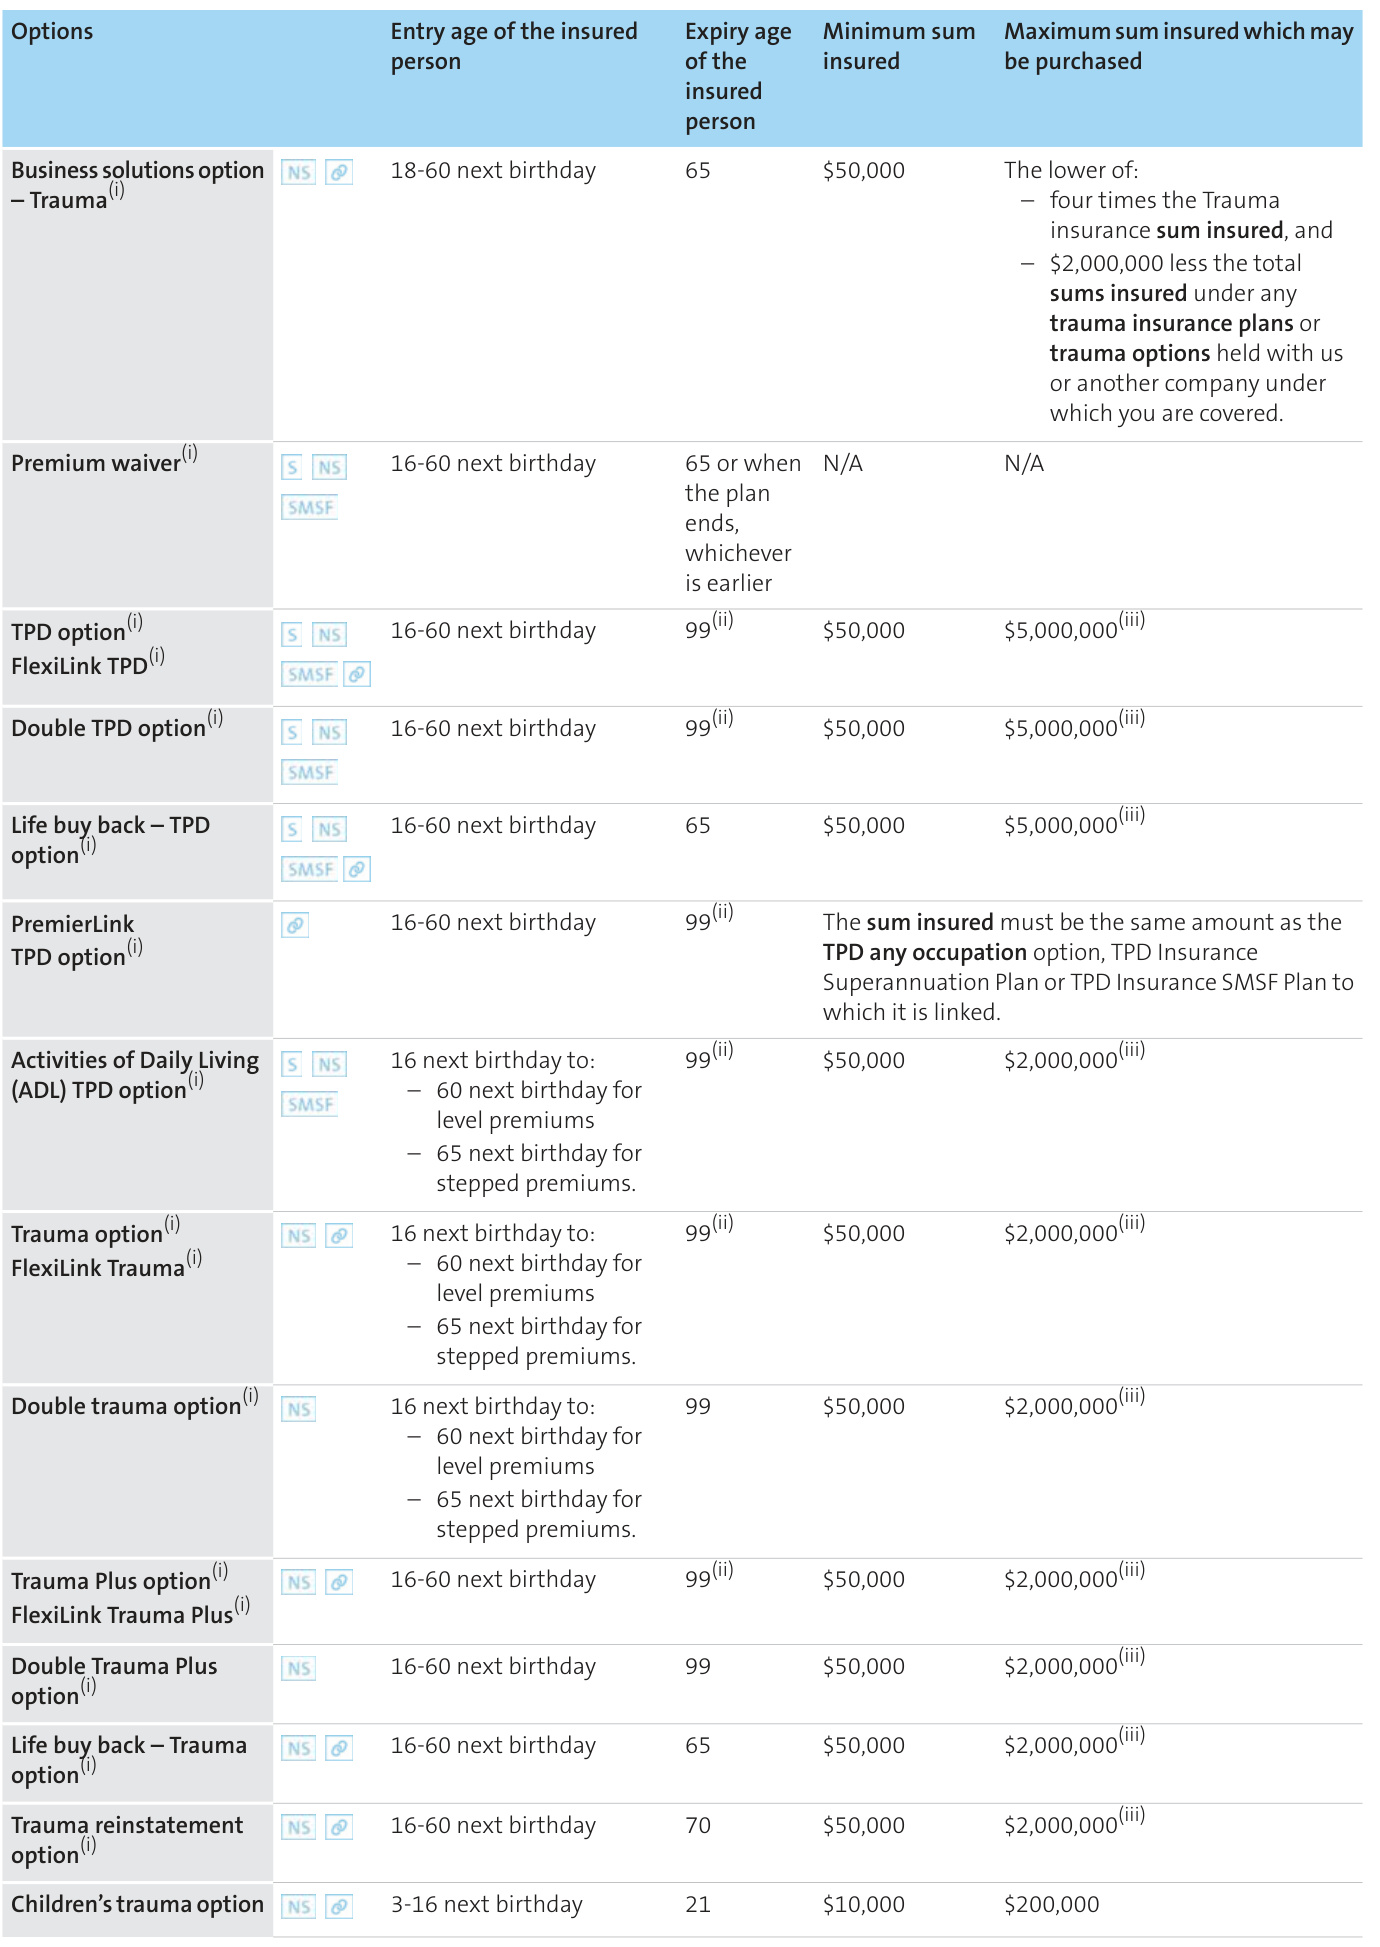 Options
Entry age of the insured person
Expiry age of the insured person
Minimum sum insured
Maximum sum insured which may be purchased
Business solutions option – Trauma(i)
NS
18-60 next birthday
65
$50,000
The lower of:
– four times the Trauma insurance sum insured, and
– $2,000,000 less the total sums insured under any trauma insurance plans or trauma options held with us or another company under which you are covered.
Premium waiver(i)
S NS
SMSF
16-60 next birthday
65 or when the plan ends, whichever is earlier
N/A
N/A
TPD option(i)
FlexiLink TPD(i)
S NS
SMSF
16-60 next birthday
99(ii)
$50,000
$5,000,000(iii)
Double TPD option(i)
S NS
SMSF
16-60 next birthday
99(ii)
$50,000
$5,000,000(iii)
Life buy back – TPD option(i)
S NS
SMSF
16-60 next birthday
65
$50,000
$5,000,000(iii)
PremierLink
TPD option(i)
16-60 next birthday
99(ii)
The sum insured must be the same amount as the TPD any occupation option, TPD Insurance Superannuation Plan or TPD Insurance SMSF Plan to which it is linked.
Activities of Daily Living (ADL) TPD option(i)
S NS
SMSF
16 next birthday to:
– 60 next birthday for level premiums
– 65 next birthday for stepped premiums.
99(ii)
$50,000
$2,000,000(iii)
Trauma option(i)
FlexiLink Trauma(i)
NS
16 next birthday to:
– 60 next birthday for level premiums
– 65 next birthday for stepped premiums.
99(ii)
$50,000
$2,000,000(iii)
Double trauma option(i)
NS
16 next birthday to:
– 60 next birthday for level premiums
– 65 next birthday for stepped premiums.
99
$50,000
$2,000,000(iii)
Trauma Plus option(i)
FlexiLink Trauma Plus(i)
NS
16-60 next birthday
99(ii)
$50,000
$2,000,000(iii)
Double Trauma Plus option(i)
NS
16-60 next birthday
99
$50,000
$2,000,000(iii)
Life buy back – Trauma option(i)
NS
16-60 next birthday
65
$50,000
$2,000,000(iii)
Trauma reinstatement option(i)
NS
16-60 next birthday
70
$50,000
$2,000,000(iii)
Children’s trauma option
NS
3-16 next birthday
21
$10,000
$200,000